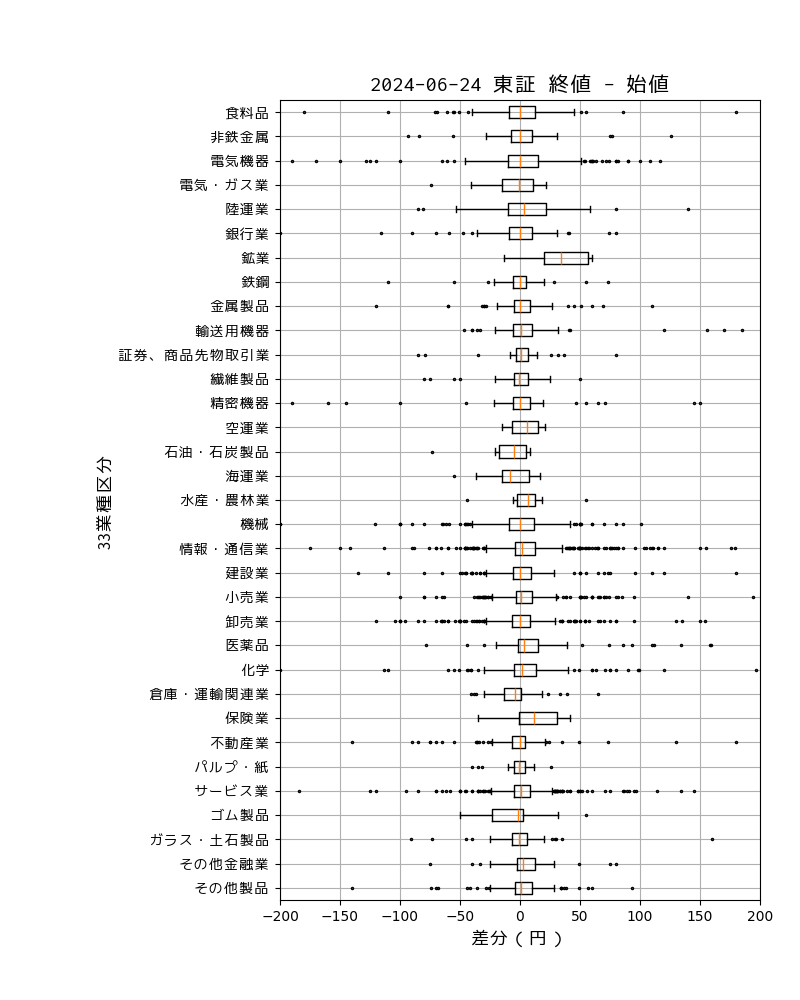 2024-06-24 東証 終値 - 始値
食料品
非鉄金属
電気機器
電気・ガス業
陸運業
銀行業
鉱業
鉄鋼
金属製品
輸送用機器
証券、商品先物取引業
繊維製品
精密機器
空運業
石油・石炭製品
海運業
水産・農林業
機械
情報・通信業
建設業
小売業
卸売業
医薬品
化学
倉庫・運輸関連業
保険業
不動産業
パルプ・紙
サービス業
ゴム製品
ガラス・土石製品
その他金融業
その他製品
33業種区分
−200 −150 −100 −50 0 50 100 150 200
差分（円）